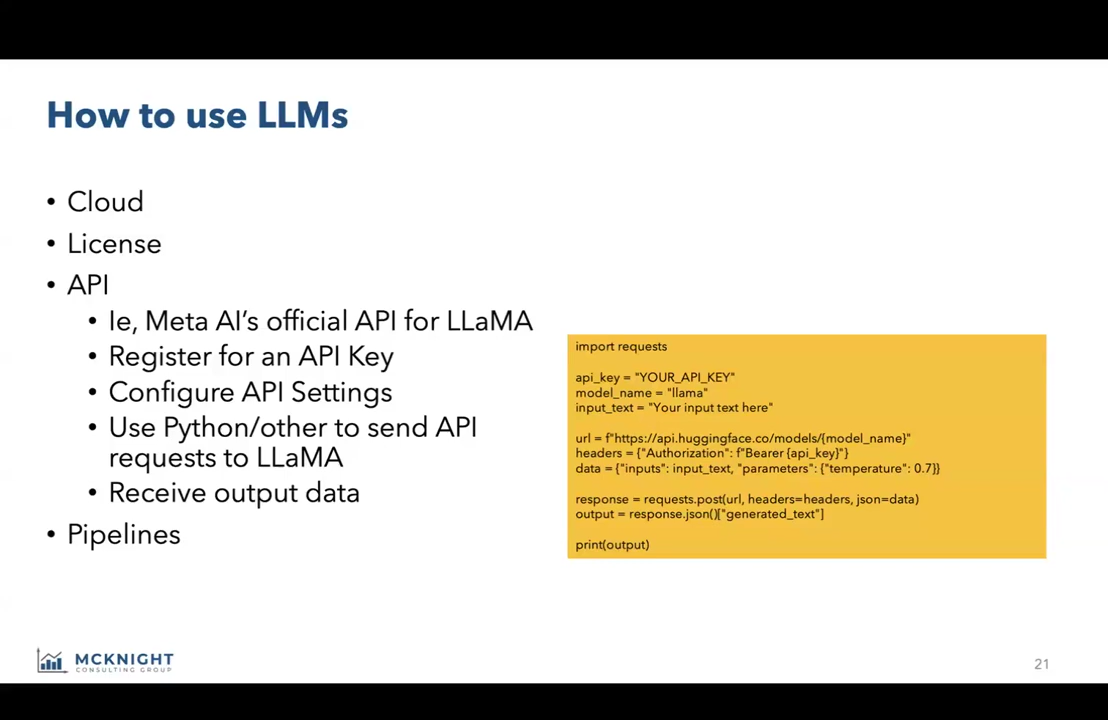 How to use LLMs
• Cloud
• License
• API
• Ie, Meta AI’s official API for LLaMA
• Register for an API Key
• Configure API Settings
• Use Python/other to send API
requests to LLaMA
• Receive output data
• Pipelines
import requests
api_key = "YOUR_API_KEY"
model_name = "llama"
input_text = "Your input text here"
url = f"https://api.huggingface.co/models/{model_name}"
headers = {"Authorization": f"Bearer {api_key}"}
data = {"inputs": input_text, "parameters": {"temperature": 0.7}}
response = requests.post(url, headers=headers, json=data)
output = response.json()["generated_text"]
print(output)
MCKNIGHT
CONSULTING GROUP
21